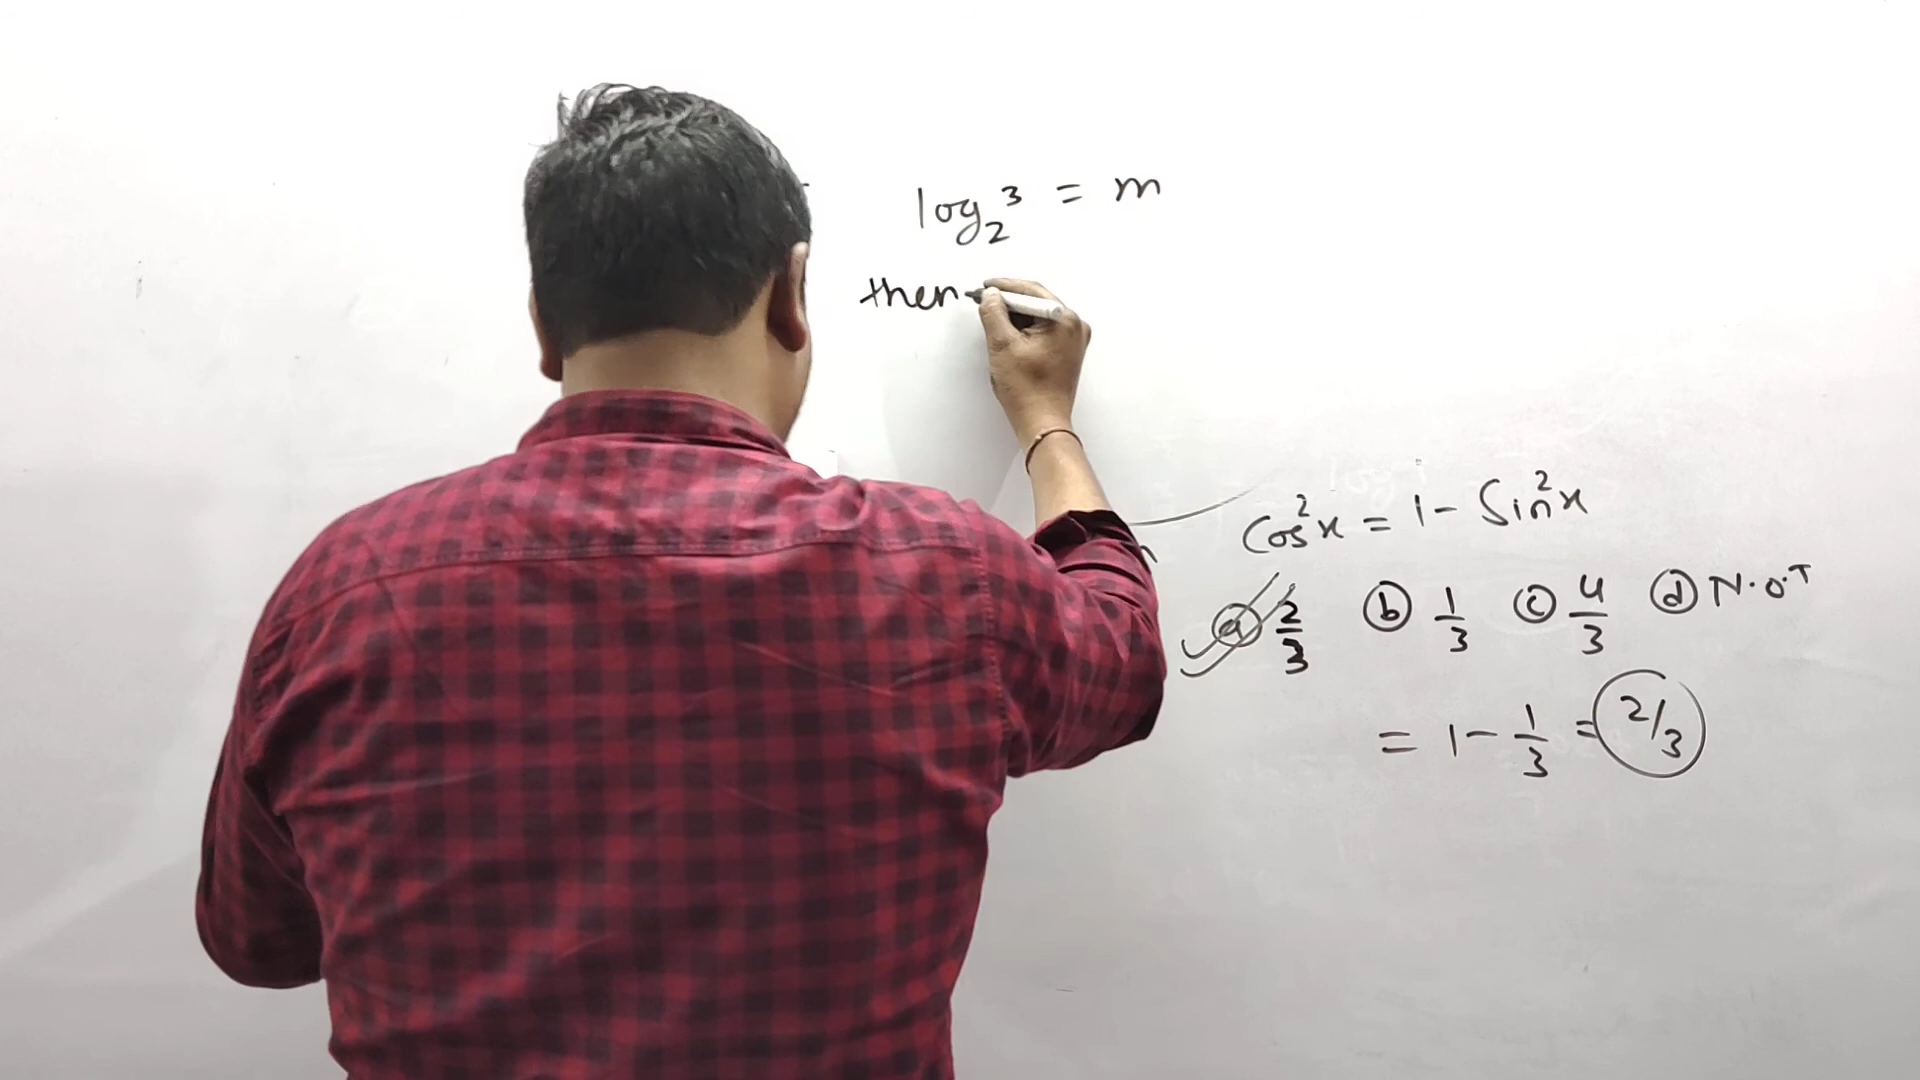 log₂3 = m
then
cos²x = 1 - Sin²x
(a) 2/3 (b) 1/3 (c) 4/3 (d) N.O.T
= 1 - 1/3 = 2/3